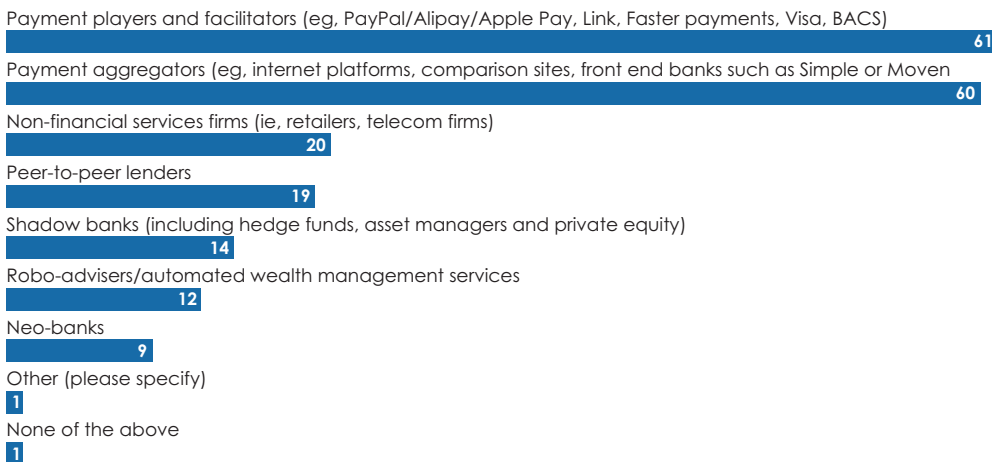 Payment players and facilitators (eg, PayPal/Alipay/Apple Pay, Link, Faster payments, Visa, BACS)
61
Payment aggregators (eg, internet platforms, comparison sites, front end banks such as Simple or Moven
60
Non-financial services firms (ie, retailers, telecom firms)
20
Peer-to-peer lenders
19
Shadow banks (including hedge funds, asset managers and private equity)
14
Robo-advisers/automated wealth management services
12
Neo-banks
9
Other (please specify)
1
None of the above
1